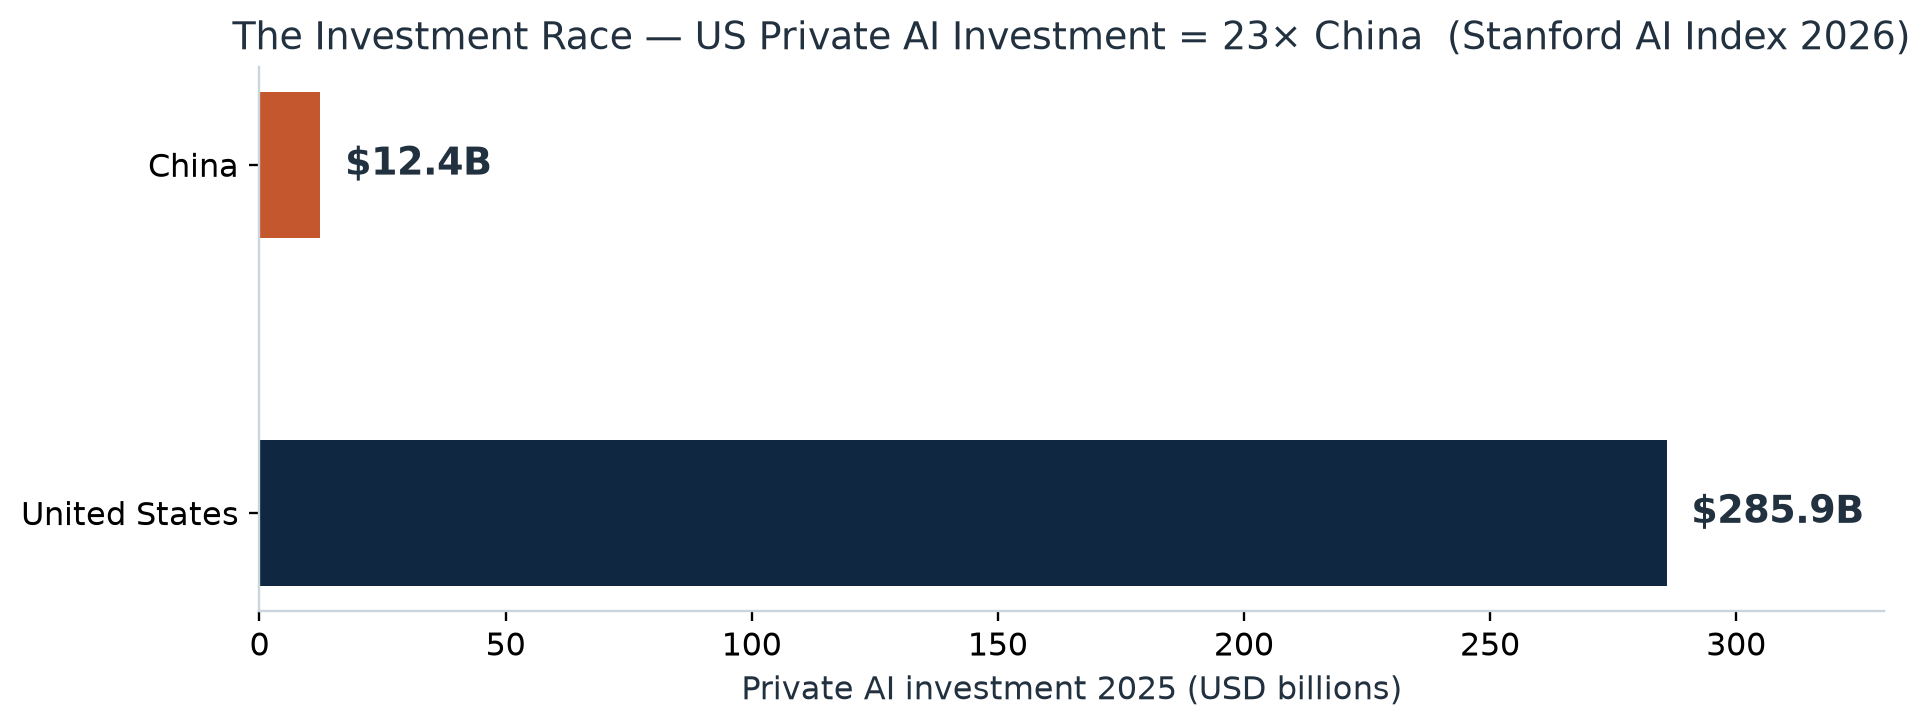 The Investment Race — US Private AI Investment = 23× China (Stanford AI Index 2026)
China
$12.4B
United States
$285.9B
0 50 100 150 200 250 300
Private AI investment 2025 (USD billions)